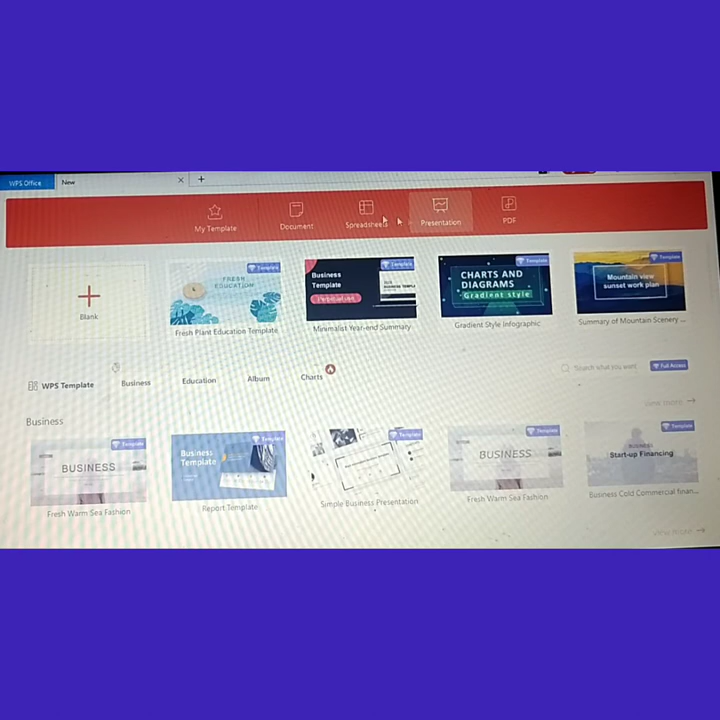 WPS Office
New
My Template
Document
Spreadsheets
Presentation
PDF
Template
FRESH
EDUCATION
Template
Business
Template
Template
CHARTS AND
DIAGRAMS
Gradient style
Template
Mountain view
sunset work plan
Blank
Fresh Plant Education Template
Minimalist Year-end Summary
Gradient Style Infographic
Summary of Mountain Scenery ...
WPS Template
Business
Education
Album
Charts
Search what you want
Full Access
Business
view more
Template
BUSINESS
Template
Business
Template
Template
Template
BUSINESS
Template
BUSINESS
Start-up Financing
Fresh Warm Sea Fashion
Report Template
Simple Business Presentation
Fresh Warm Sea Fashion
Business Cold Commercial finan...
view more